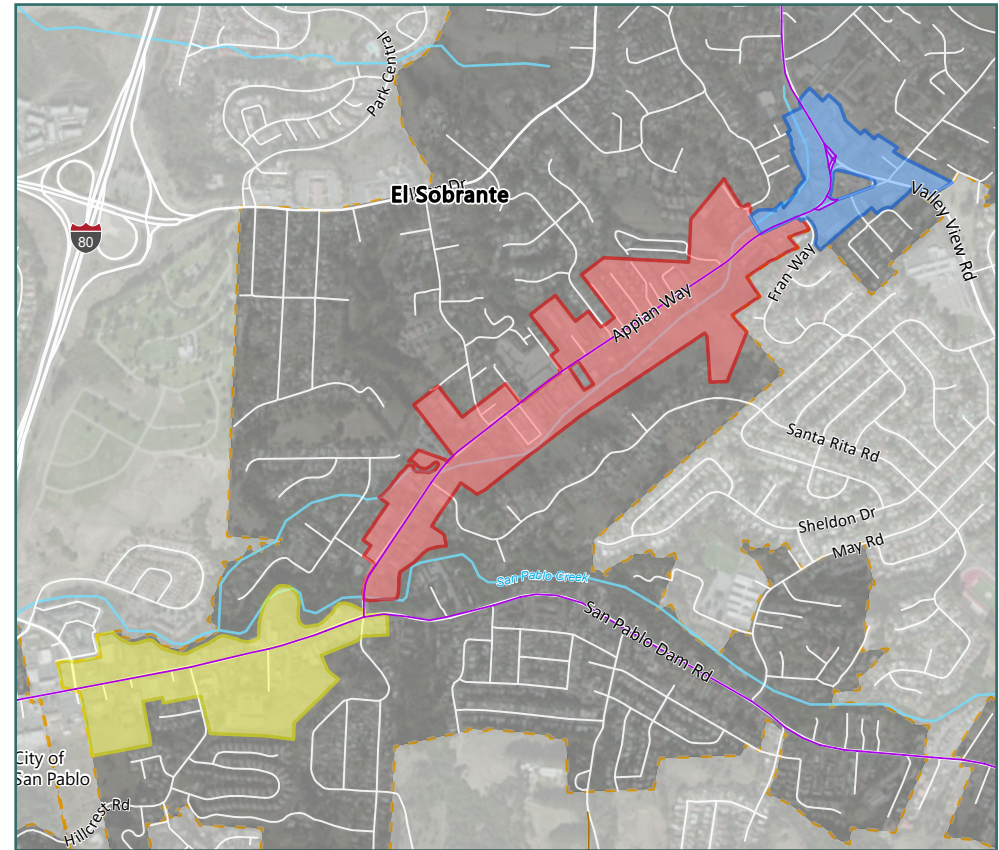 Park Central
El Sobrante
Dr
80
Valley View Rd
Fran Way
Appian Way
Santa Rita Rd
Sheldon Dr
May Rd
San Pablo Creek
San Pablo Dam Rd
City of
San Pablo
Hillcrest Rd